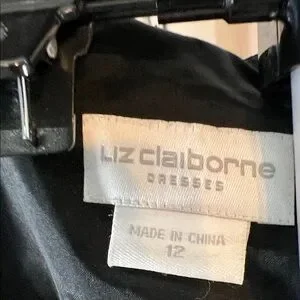 LIZ claiborne
DRESSES
MADE IN CHINA
12